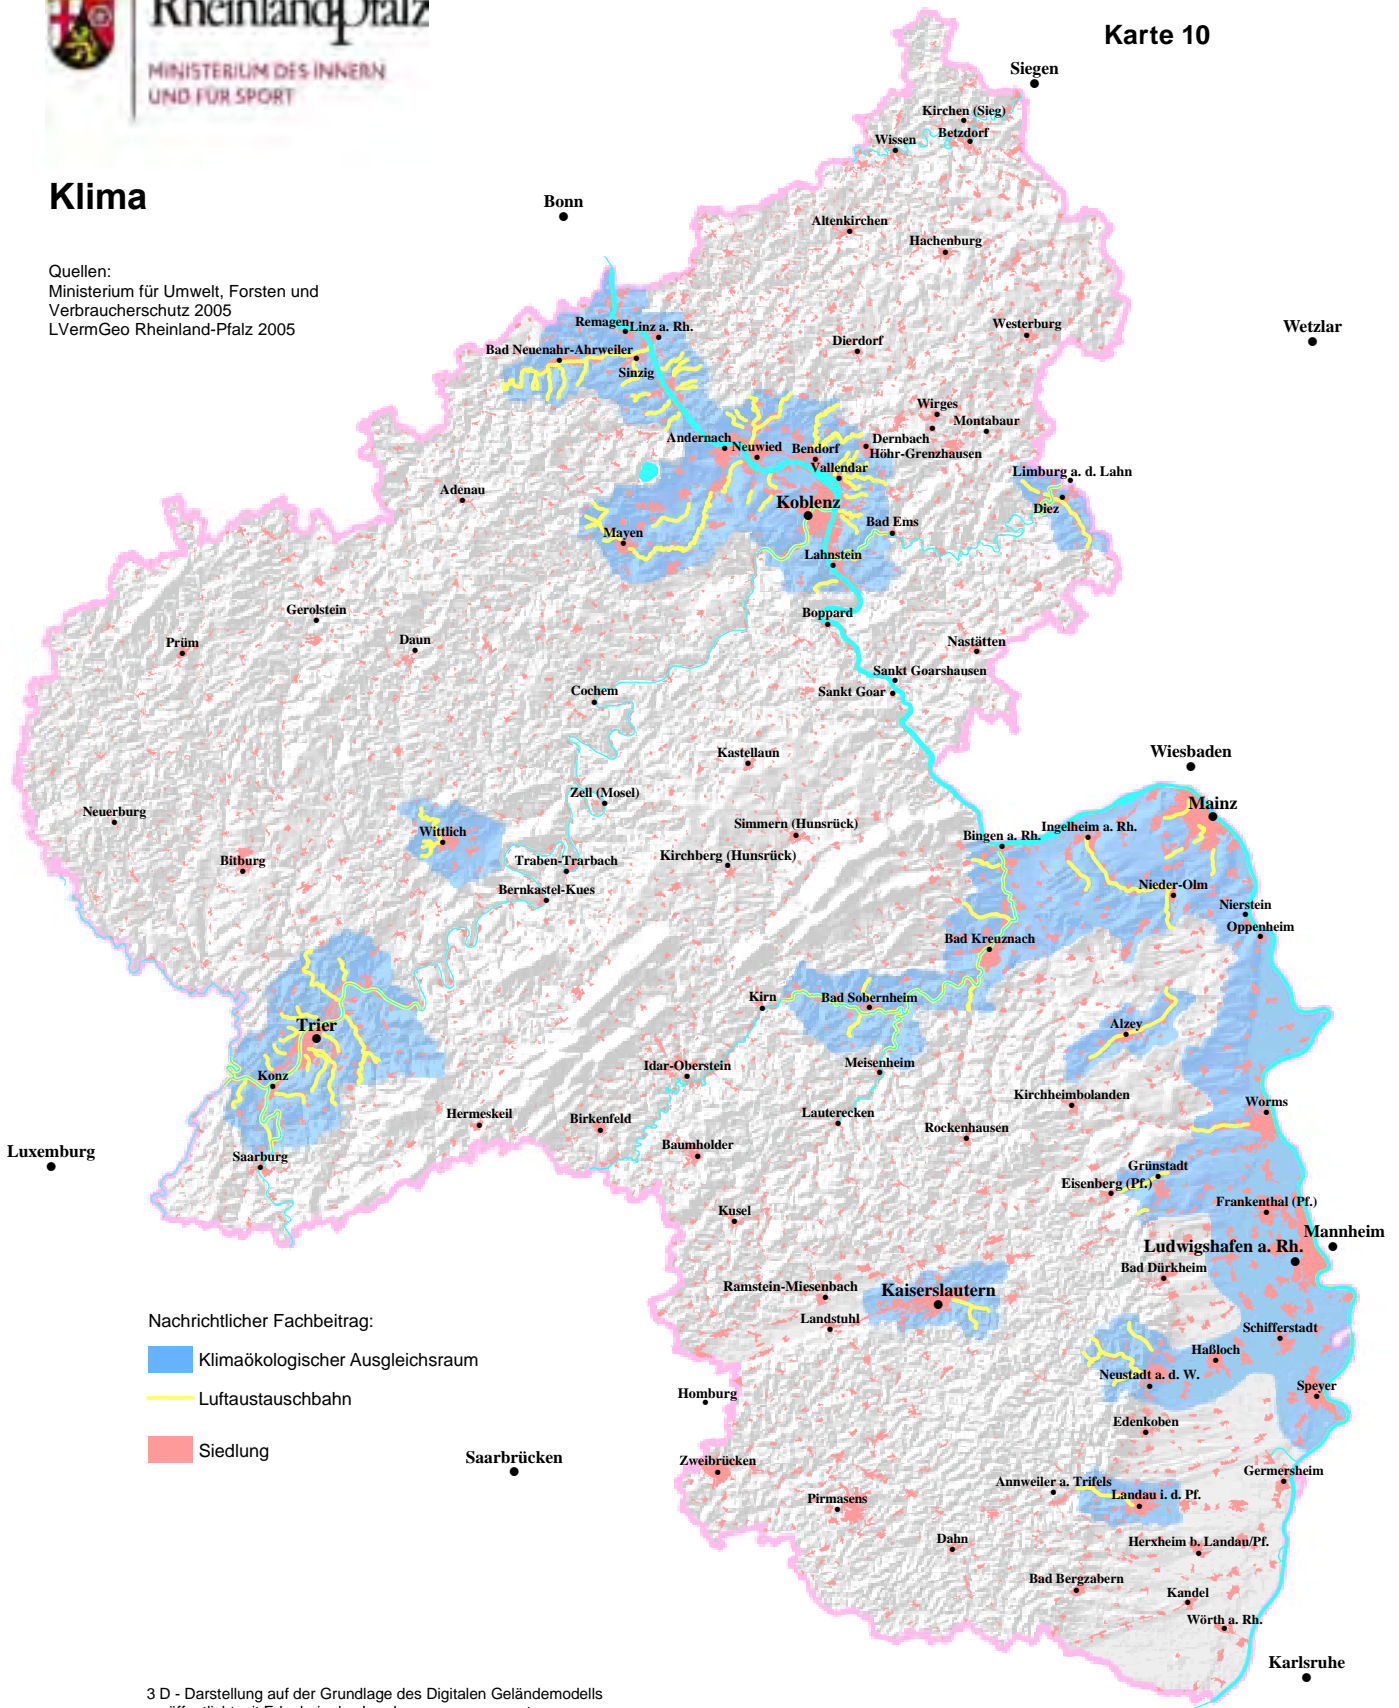 RheinlandPfalz
MINISTERIUM DES INNERN
UND FÜR SPORT
Karte 10
Klima
Quellen:
Ministerium für Umwelt, Forsten und
Verbraucherschutz 2005
LVermGeo Rheinland-Pfalz 2005
Siegen
Kirchen (Sieg)
Betzdorf
Wissen
Bonn
Altenkirchen
Hachenburg
Remagen
Linz a. Rh.
Westerburg
Wetzlar
Dierdorf
Bad Neuenahr-Ahrweiler
Sinzig
Wirges
Montabaur
Dernbach
Andernach
Neuwied
Bendorf
Höhr-Grenzhausen
Vallendar
Limburg a. d. Lahn
Diez
Adenau
Koblenz
Bad Ems
Mayen
Lahnstein
Gerolstein
Boppard
Prüm
Daun
Nastätten
Sankt Goarshausen
Sankt Goar
Cochem
Kastellaun
Wiesbaden
Mainz
Zell (Mosel)
Neuerburg
Wittlich
Simmern (Hunsrück)
Bingen a. Rh.
Ingelheim a. Rh.
Bitburg
Traben-Trarbach
Kirchberg (Hunsrück)
Bernkastel-Kues
Nieder-Olm
Nierstein
Oppenheim
Bad Kreuznach
Kirn
Bad Sobernheim
Trier
Alzey
Konz
Idar-Oberstein
Meisenheim
Kirchheimbolanden
Worms
Hermeskeil
Birkenfeld
Lauterecken
Rockenhausen
Luxemburg
Saarburg
Baumholder
Grünstadt
Eisenberg (Pf.)
Kusel
Frankenthal (Pf.)
Mannheim
Ludwigshafen a. Rh.
Bad Dürkheim
Ramstein-Miesenbach
Kaiserslautern
Landstuhl
Schifferstadt
Haßloch
Neustadt a. d. W.
Speyer
Homburg
Edenkoben
Nachrichtlicher Fachbeitrag:
Klimaökologischer Ausgleichsraum
Luftaustauschbahn
Siedlung
Saarbrücken
Zweibrücken
Germersheim
Annweiler a. Trifels
Landau i. d. Pf.
Pirmasens
Dahn
Herxheim b. Landau/Pf.
Bad Bergzabern
Kandel
Wörth a. Rh.
Karlsruhe
3 D - Darstellung auf der Grundlage des Digitalen Geländemodells